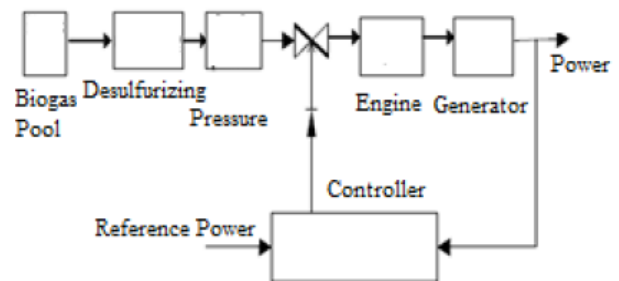 Biogas
Pool
Desulfurizing
Pressure
Engine
Generator
Power
Controller
Reference Power